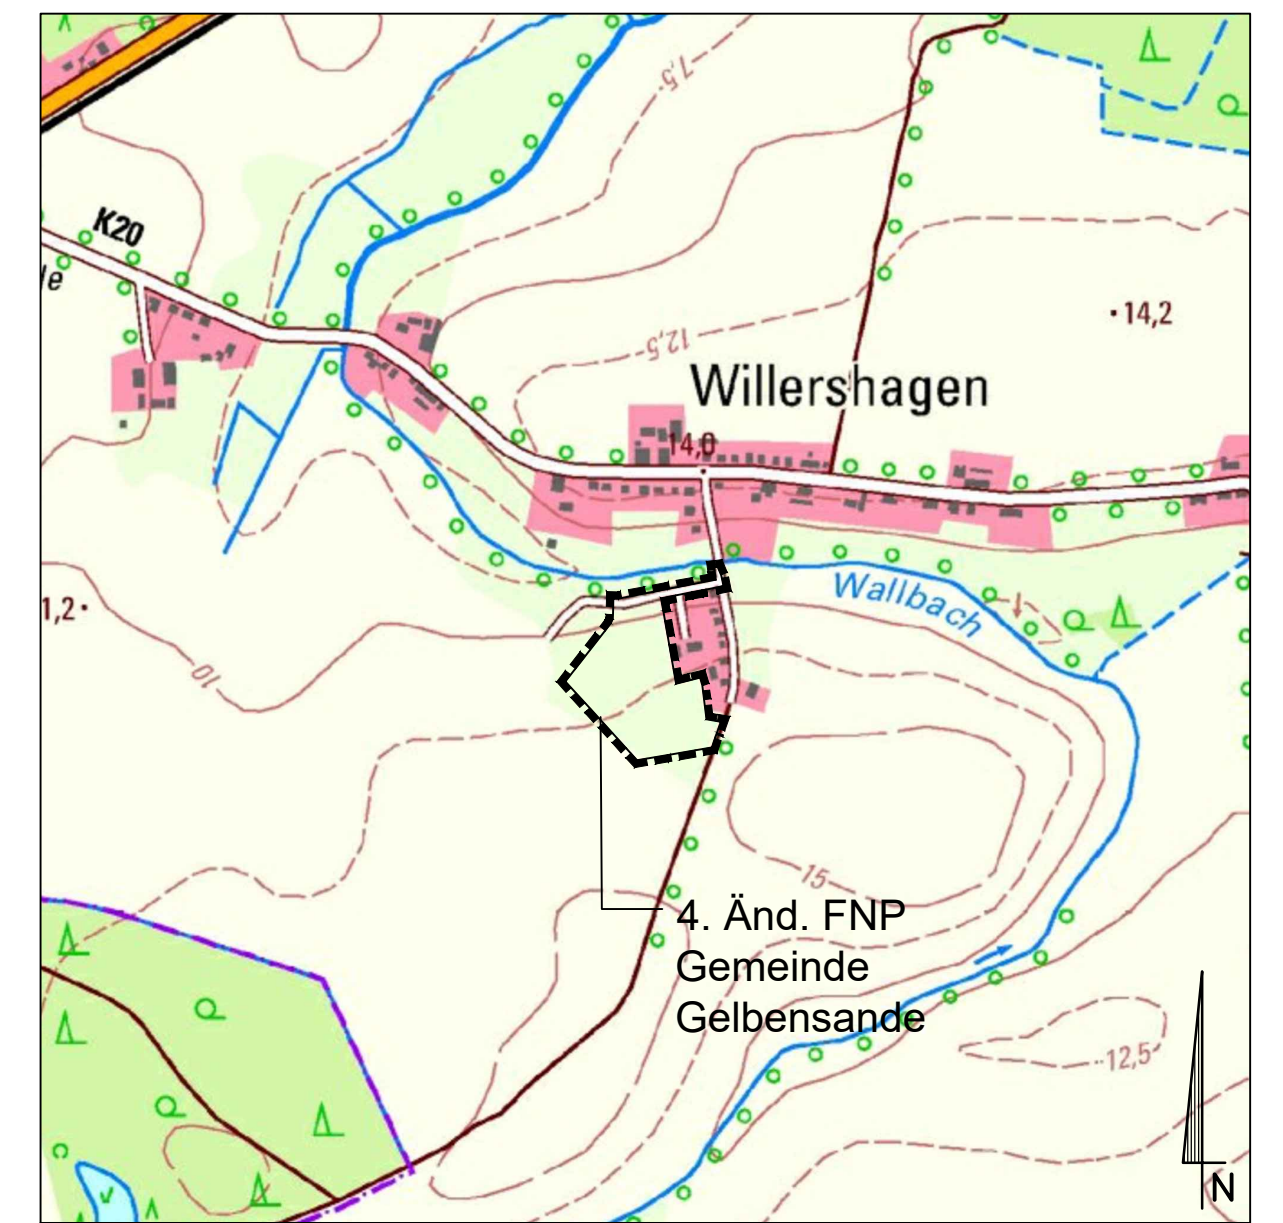 7,5
K20
le
14,2
12,5
Willershagen
14,0
Wallbach
1,2
10
15
4. Änd. FNP
Gemeinde
Gelbensande
12,5
N